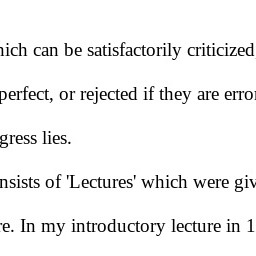 hich can be satisfactorily criticized,
perfect, or rejected if they are erro
gress lies.
nsists of 'Lectures' which were giv
re. In my introductory lecture in 1